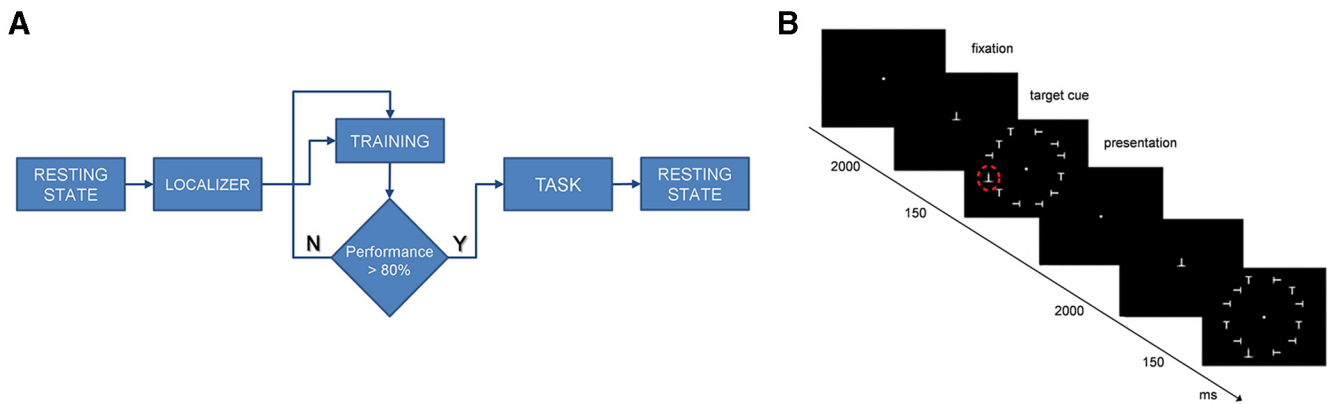 A
RESTING
STATE
LOCALIZER
TRAINING
Performance
> 80%
N
Y
TASK
RESTING
STATE
B
fixation
target cue
presentation
2000
150
2000
150
ms